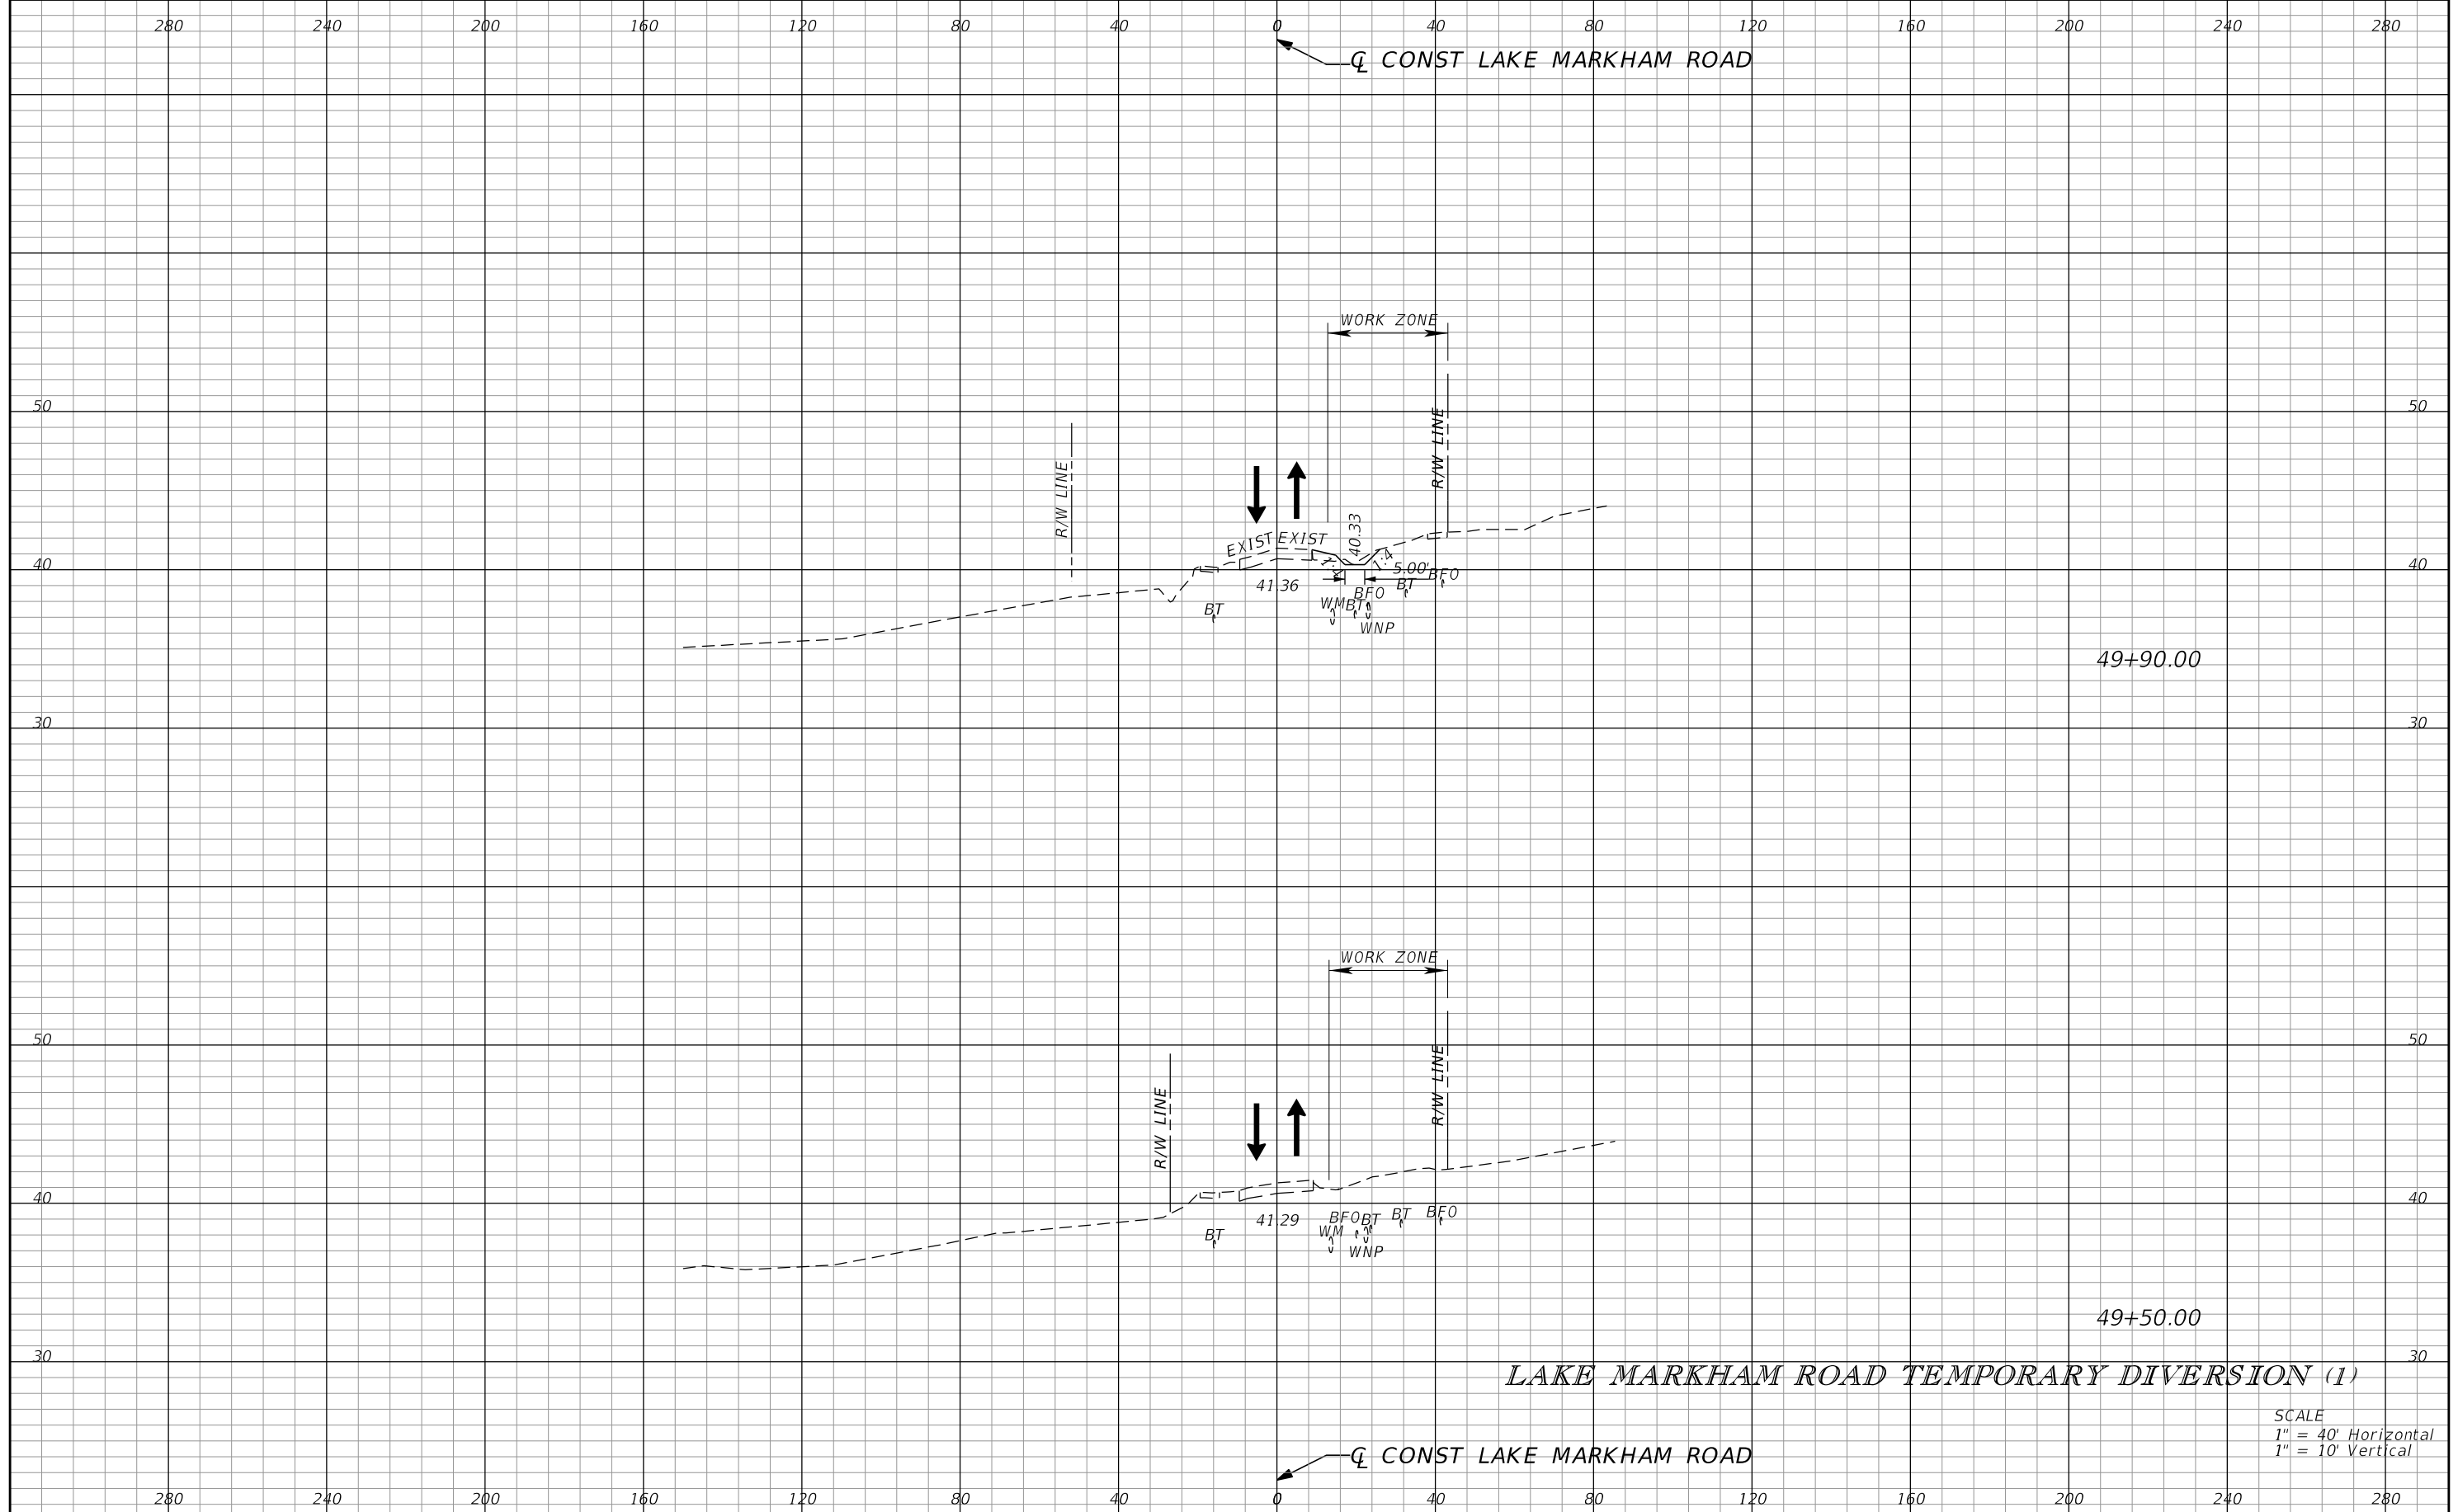 280 240 200 160 120 80 40 0 40 80 120 160 200 240 280
℄ CONST LAKE MARKHAM ROAD
WORK ZONE
50 50
R/W LINE
R/W LINE
40.33
EXIST EXIST
1:4
40 40
5.00'
41.36
BFO
BT
BFO
BT
WM
BT
WNP
49+90.00
30 30
WORK ZONE
50 50
R/W LINE
R/W LINE
40 40
41.29
BFO
BT
BT
BFO
BT
WM
WNP
49+50.00
30 30
LAKE MARKHAM ROAD TEMPORARY DIVERSION (1)
SCALE
1" = 40' Horizontal
1" = 10' Vertical
℄ CONST LAKE MARKHAM ROAD
280 240 200 160 120 80 40 0 40 80 120 160 200 240 280